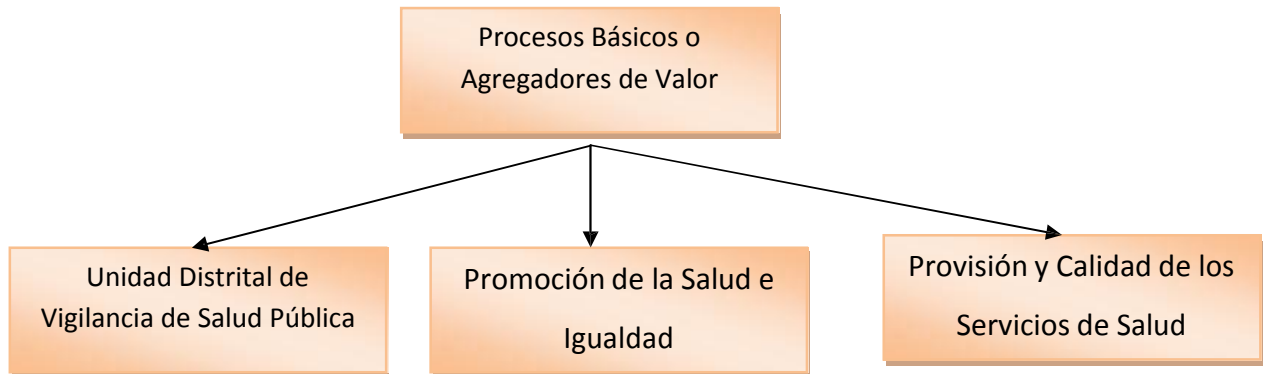 Procesos Básicos o
Agregadores de Valor
Unidad Distrital de
Vigilancia de Salud Pública
Promoción de la Salud e
Igualdad
Provisión y Calidad de los
Servicios de Salud